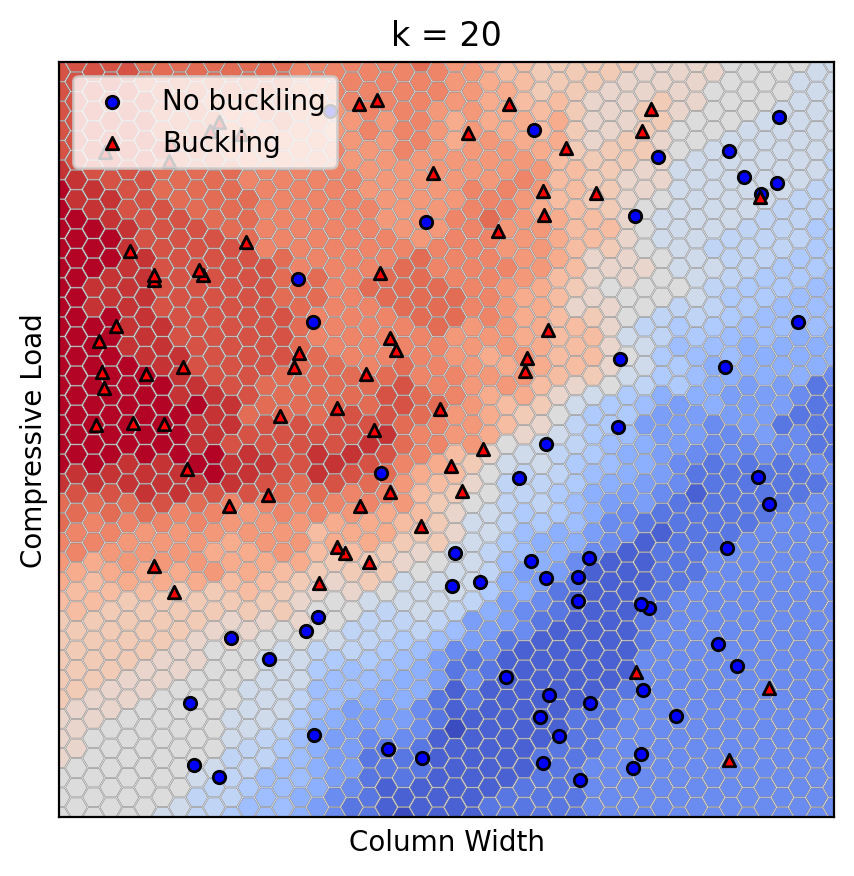 k = 20
No buckling
Buckling
Compressive Load
Column Width